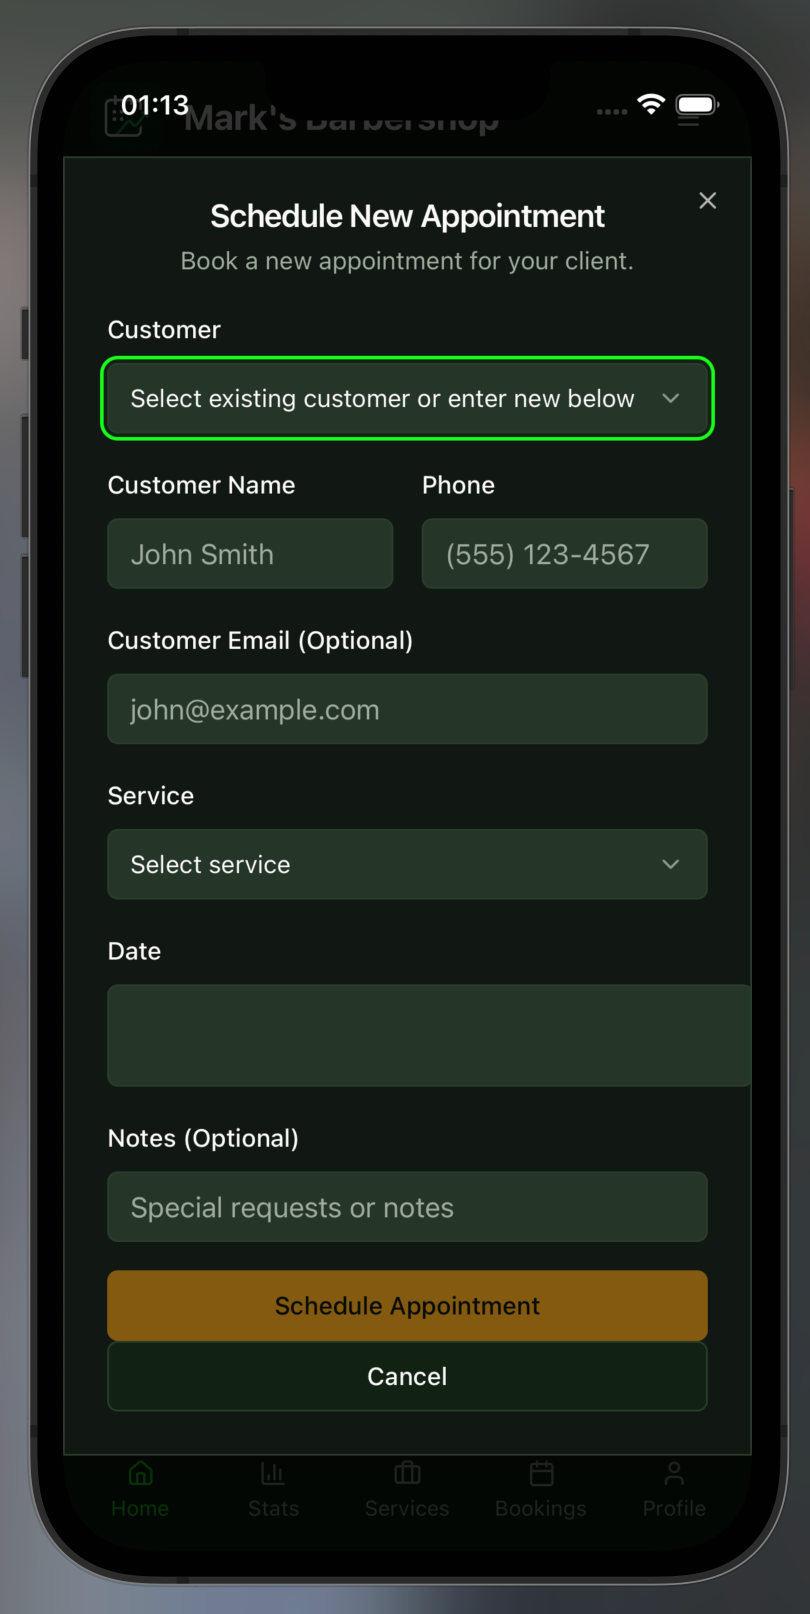 01:13
Mark's Barbershop
Schedule New Appointment
Book a new appointment for your client.
Customer
Select existing customer or enter new below
Customer Name Phone
John Smith (555) 123-4567
Customer Email (Optional)
john@example.com
Service
Select service
Date
Notes (Optional)
Special requests or notes
Schedule Appointment
Cancel
Home Stats Services Bookings Profile